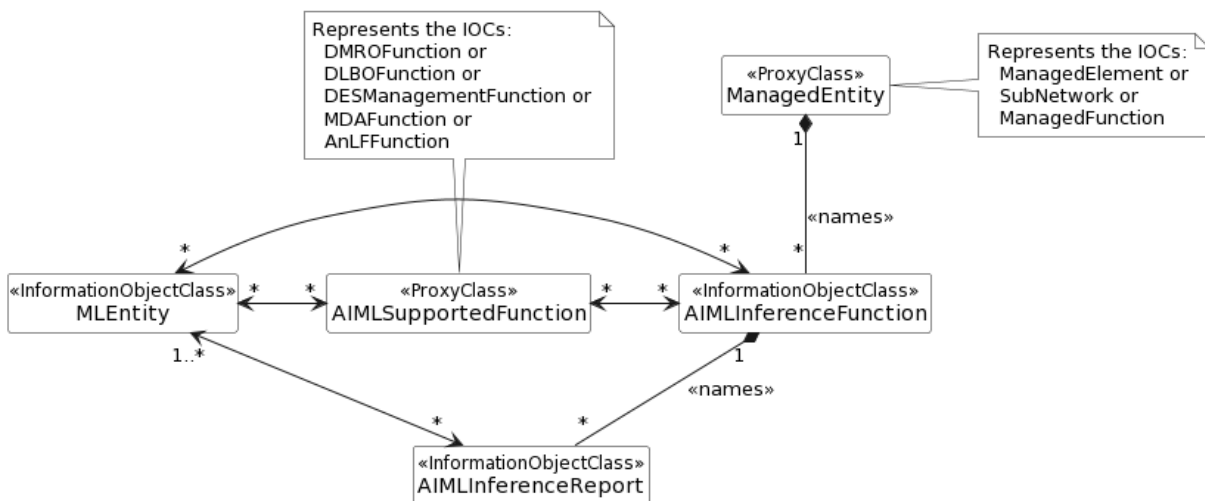 Represents the IOCs:
DMROFunction or
DLBOFunction or
DESManagementFunction or
MDAFunction or
AnLFFunction
«ProxyClass»
ManagedEntity
Represents the IOCs:
ManagedElement or
SubNetwork or
ManagedFunction
1
«names»
*
*
*
«InformationObjectClass»
MLEntity
*
*
«ProxyClass»
AIMLSupportedFunction
*
*
«InformationObjectClass»
AIMLInferenceFunction
1..*
1
«names»
*
*
«InformationObjectClass»
AIMLInferenceReport